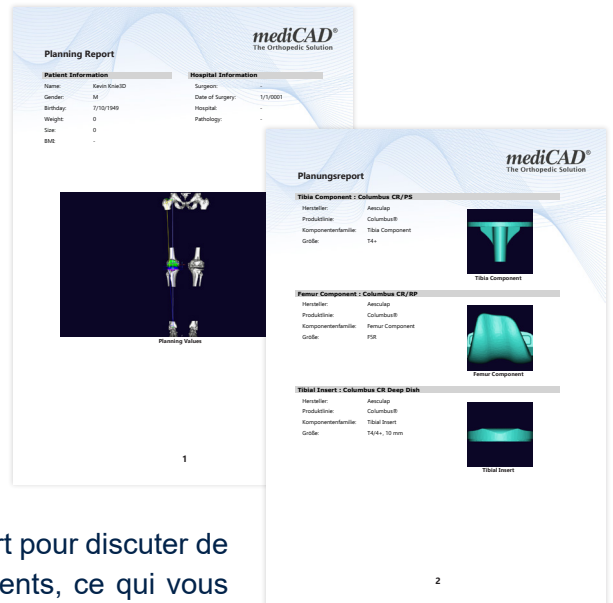 mediCAD®
The Orthopedic Solution
Planning Report
Patient Information
Name: Kevin Knie3D
Gender: M
Birthday: 7/10/1949
Weight: 0
Size: 0
BMI: -
Hospital Information
Surgeon: -
Date of Surgery: 1/1/0001
Hospital: -
Pathology: -
Planning Values
1
mediCAD®
The Orthopedic Solution
Planungsreport
Tibia Component : Columbus CR/PS
Hersteller: Aesculap
Produktlinie: Columbus®
Komponentenfamilie: Tibia Component
Größe: T4+
Tibia Component
Femur Component : Columbus CR/RP
Hersteller: Aesculap
Produktlinie: Columbus®
Komponentenfamilie: Femur Component
Größe: F5R
Femur Component
Tibial Insert : Columbus CR Deep Dish
Hersteller: Aesculap
Produktlinie: Columbus®
Komponentenfamilie: Tibial Insert
Größe: T4/4+, 10 mm
Tibial Insert
2
rt pour discuter de
ents, ce qui vous